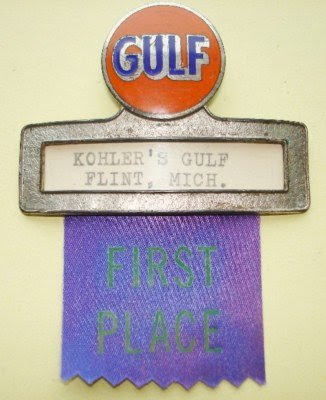 GULF
KOHLER'S GULF
FLINT, MICH.
FIRST
PLACE